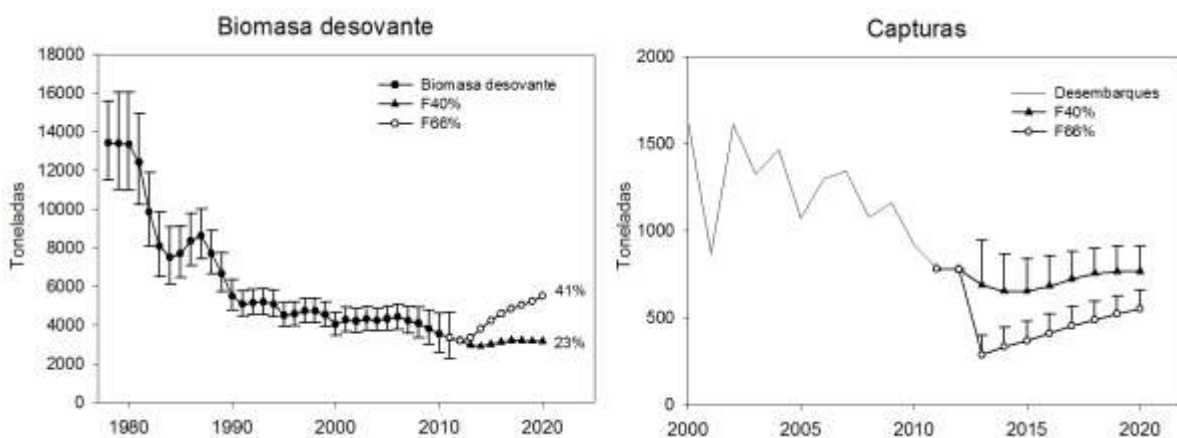 Biomasa desovante
18000
16000
14000
12000
10000
8000
6000
4000
2000
0
Toneladas
Biomasa desovante
F40%
F66%
41%
23%
1980
1990
2000
2010
2020
Capturas
2000
1500
1000
500
0
Toneladas
Desembarques
F40%
F66%
2000
2005
2010
2015
2020